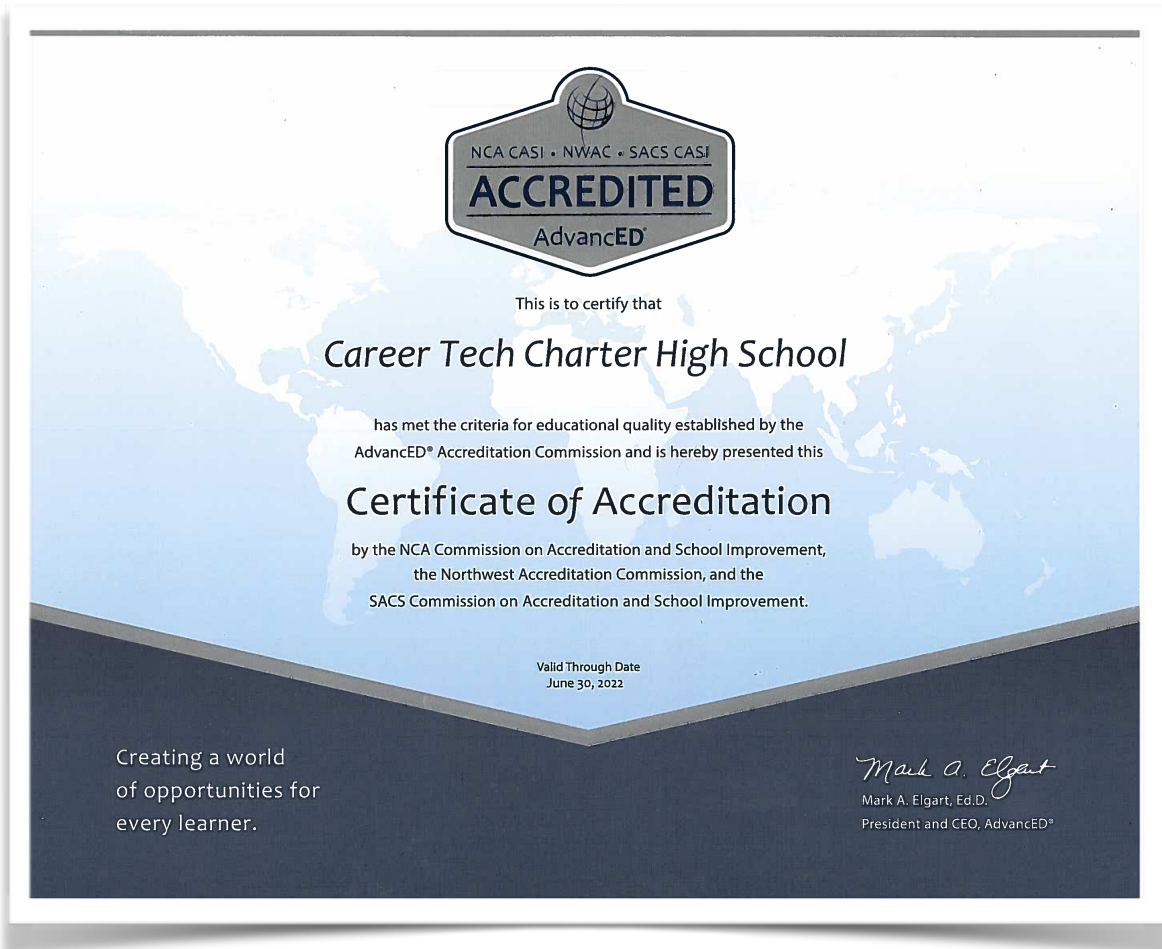 NCA CASI • NWAC • SACS CASI
ACCREDITED
AdvancED®
This is to certify that
Career Tech Charter High School
has met the criteria for educational quality established by the
AdvancED® Accreditation Commission and is hereby presented this
Certificate of Accreditation
by the NCA Commission on Accreditation and School Improvement,
the Northwest Accreditation Commission, and the
SACS Commission on Accreditation and School Improvement.
Valid Through Date
June 30, 2022
Creating a world
of opportunities for
every learner.
Mark A. Elgart
Mark A. Elgart, Ed.D.
President and CEO, AdvancED®